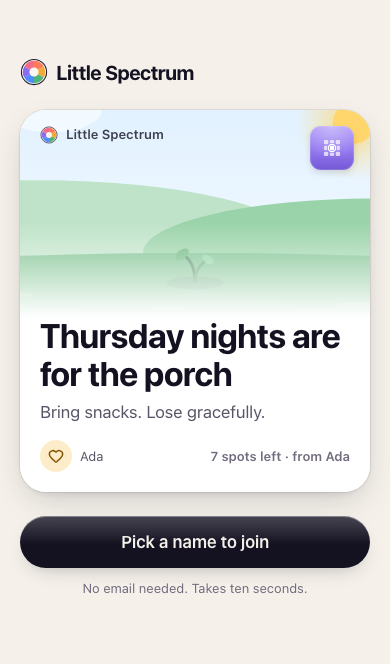 Little Spectrum
Little Spectrum
Thursday nights are
for the porch
Bring snacks. Lose gracefully.
Ada
7 spots left · from Ada
Pick a name to join
No email needed. Takes ten seconds.